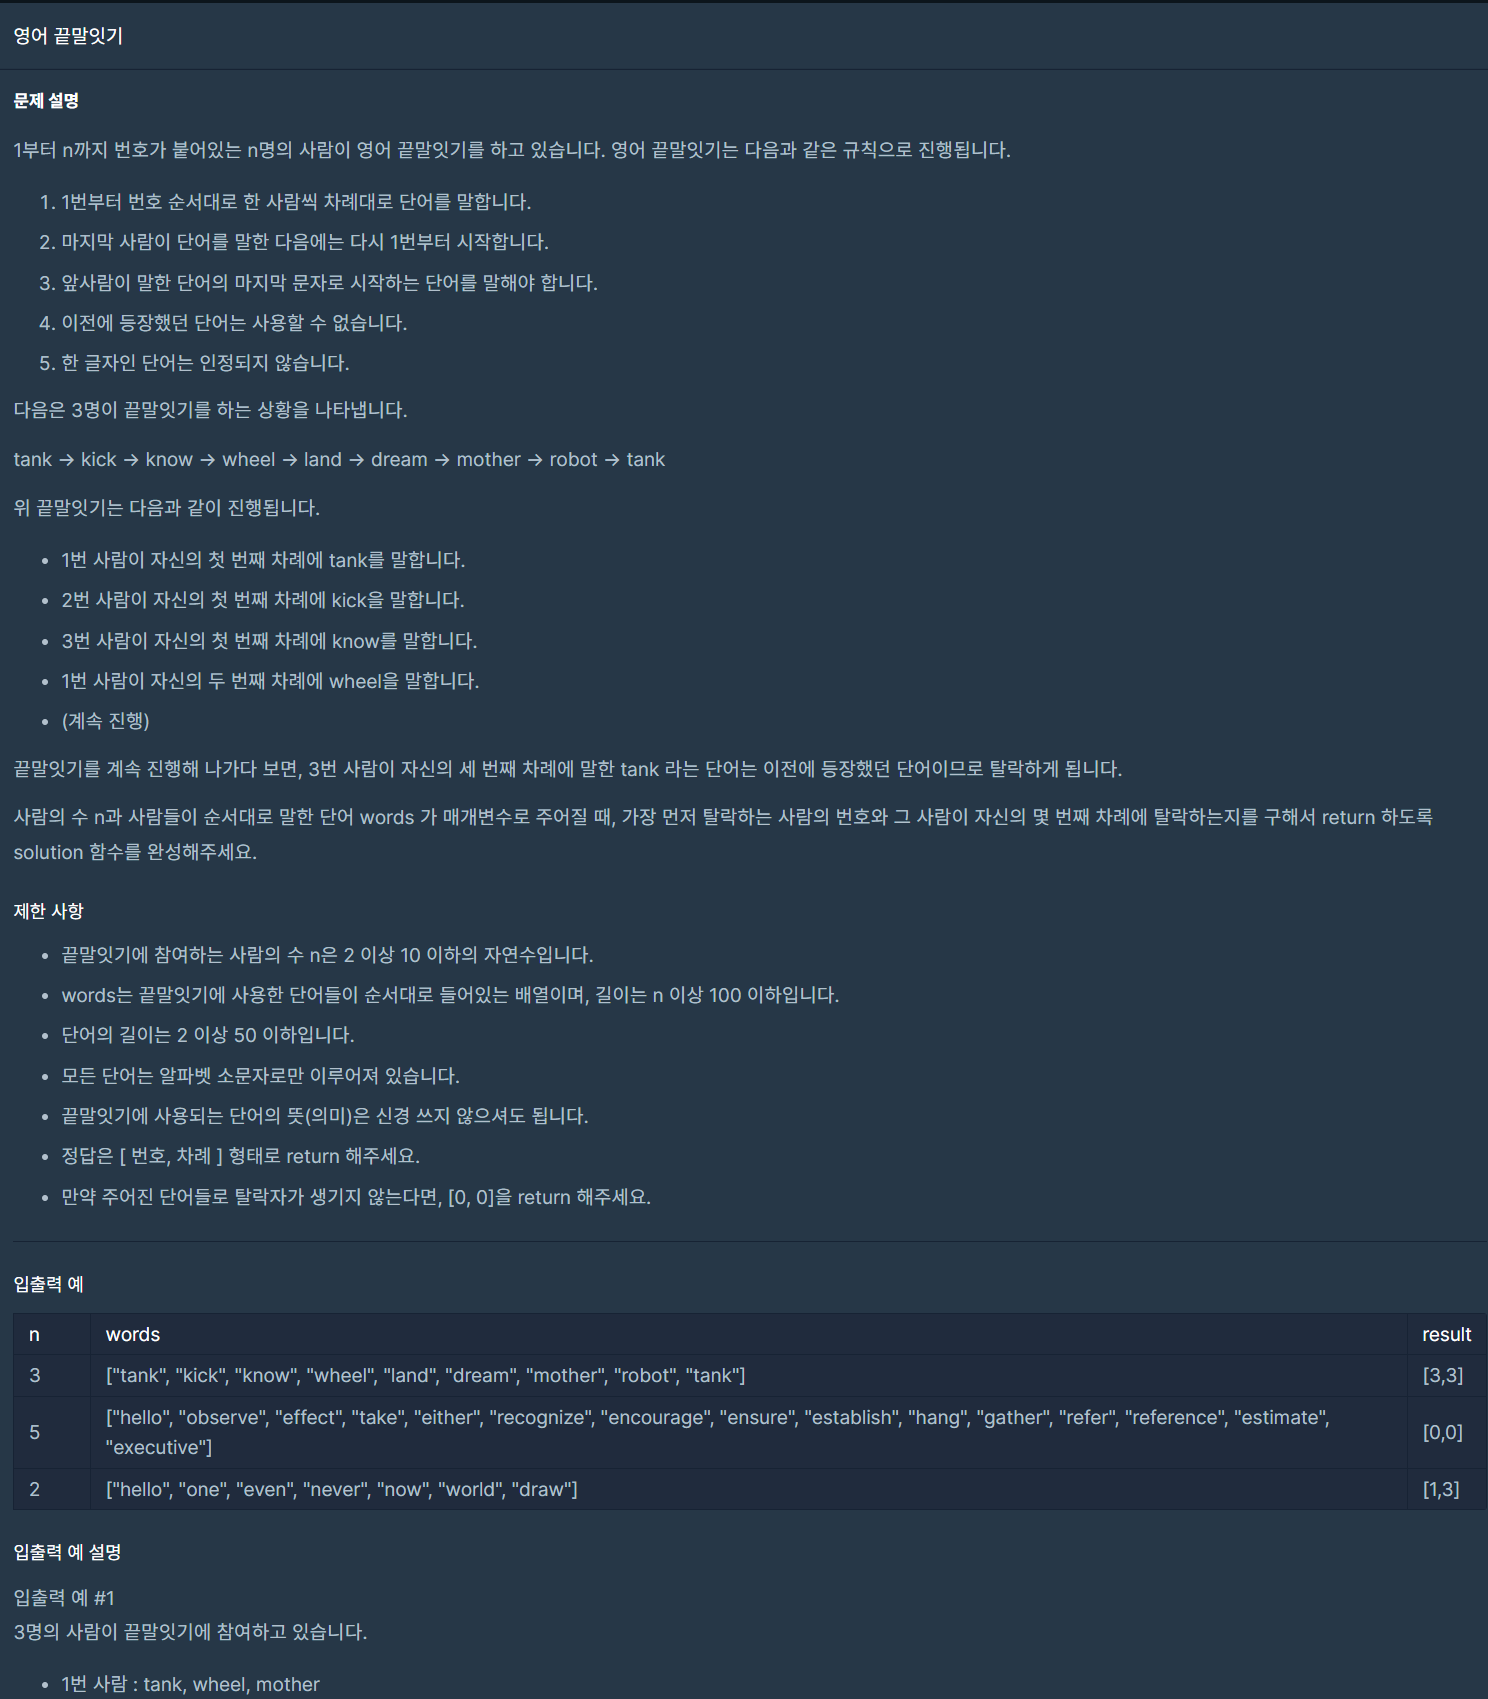 영어 끝말잇기
문제 설명
1부터 n까지 번호가 붙어있는 n명의 사람이 영어 끝말잇기를 하고 있습니다. 영어 끝말잇기는 다음과 같은 규칙으로 진행됩니다.
1. 1번부터 번호 순서대로 한 사람씩 차례대로 단어를 말합니다.
2. 마지막 사람이 단어를 말한 다음에는 다시 1번부터 시작합니다.
3. 앞사람이 말한 단어의 마지막 문자로 시작하는 단어를 말해야 합니다.
4. 이전에 등장했던 단어는 사용할 수 없습니다.
5. 한 글자인 단어는 인정되지 않습니다.
다음은 3명이 끝말잇기를 하는 상황을 나타냅니다.
tank → kick → know → wheel → land → dream → mother → robot → tank
위 끝말잇기는 다음과 같이 진행됩니다.
• 1번 사람이 자신의 첫 번째 차례에 tank를 말합니다.
• 2번 사람이 자신의 첫 번째 차례에 kick을 말합니다.
• 3번 사람이 자신의 첫 번째 차례에 know를 말합니다.
• 1번 사람이 자신의 두 번째 차례에 wheel을 말합니다.
• (계속 진행)
끝말잇기를 계속 진행해 나가다 보면, 3번 사람이 자신의 세 번째 차례에 말한 tank 라는 단어는 이전에 등장했던 단어이므로 탈락하게 됩니다.
사람의 수 n과 사람들이 순서대로 말한 단어 words 가 매개변수로 주어질 때, 가장 먼저 탈락하는 사람의 번호와 그 사람이 자신의 몇 번째 차례에 탈락하는지를 구해서 return 하도록
solution 함수를 완성해주세요.
제한 사항
• 끝말잇기에 참여하는 사람의 수 n은 2 이상 10 이하의 자연수입니다.
• words는 끝말잇기에 사용한 단어들이 순서대로 들어있는 배열이며, 길이는 n 이상 100 이하입니다.
• 단어의 길이는 2 이상 50 이하입니다.
• 모든 단어는 알파벳 소문자로만 이루어져 있습니다.
• 끝말잇기에 사용되는 단어의 뜻(의미)은 신경 쓰지 않으셔도 됩니다.
• 정답은 [ 번호, 차례 ] 형태로 return 해주세요.
• 만약 주어진 단어들로 탈락자가 생기지 않는다면, [0, 0]을 return 해주세요.
입출력 예
n words result
3 ["tank", "kick", "know", "wheel", "land", "dream", "mother", "robot", "tank"] [3,3]
5 ["hello", "observe", "effect", "take", "either", "recognize", "encourage", "ensure", "establish", "hang", "gather", "refer", "reference", "estimate",
"executive"] [0,0]
2 ["hello", "one", "even", "never", "now", "world", "draw"] [1,3]
입출력 예 설명
입출력 예 #1
3명의 사람이 끝말잇기에 참여하고 있습니다.
• 1번 사람 : tank, wheel, mother